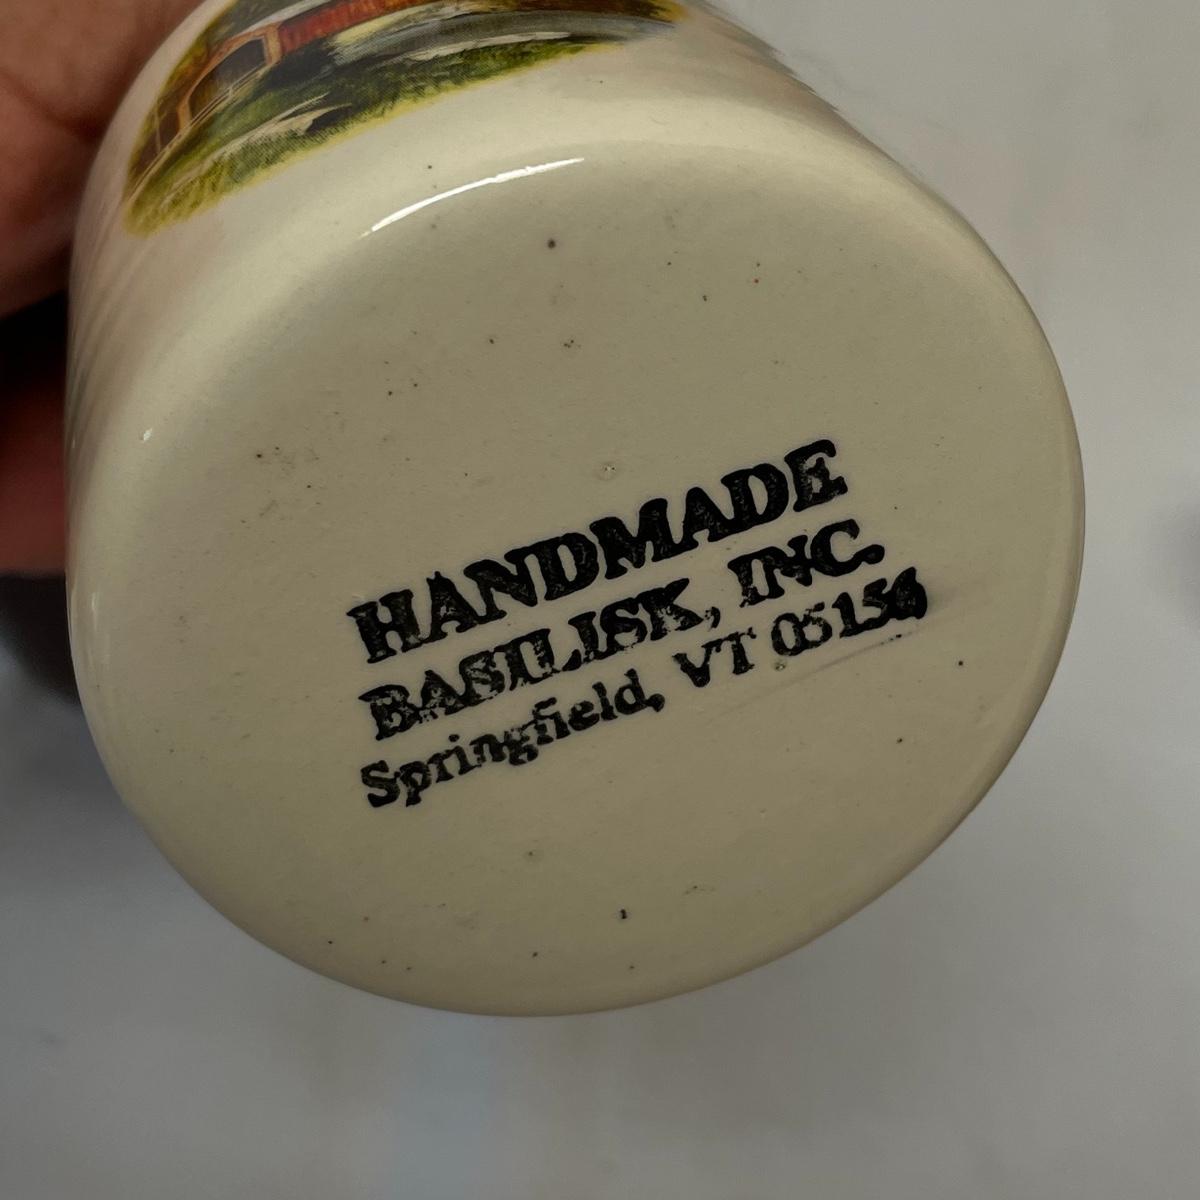 HANDMADE
BASILISK, INC.
Springfield, VT 05156